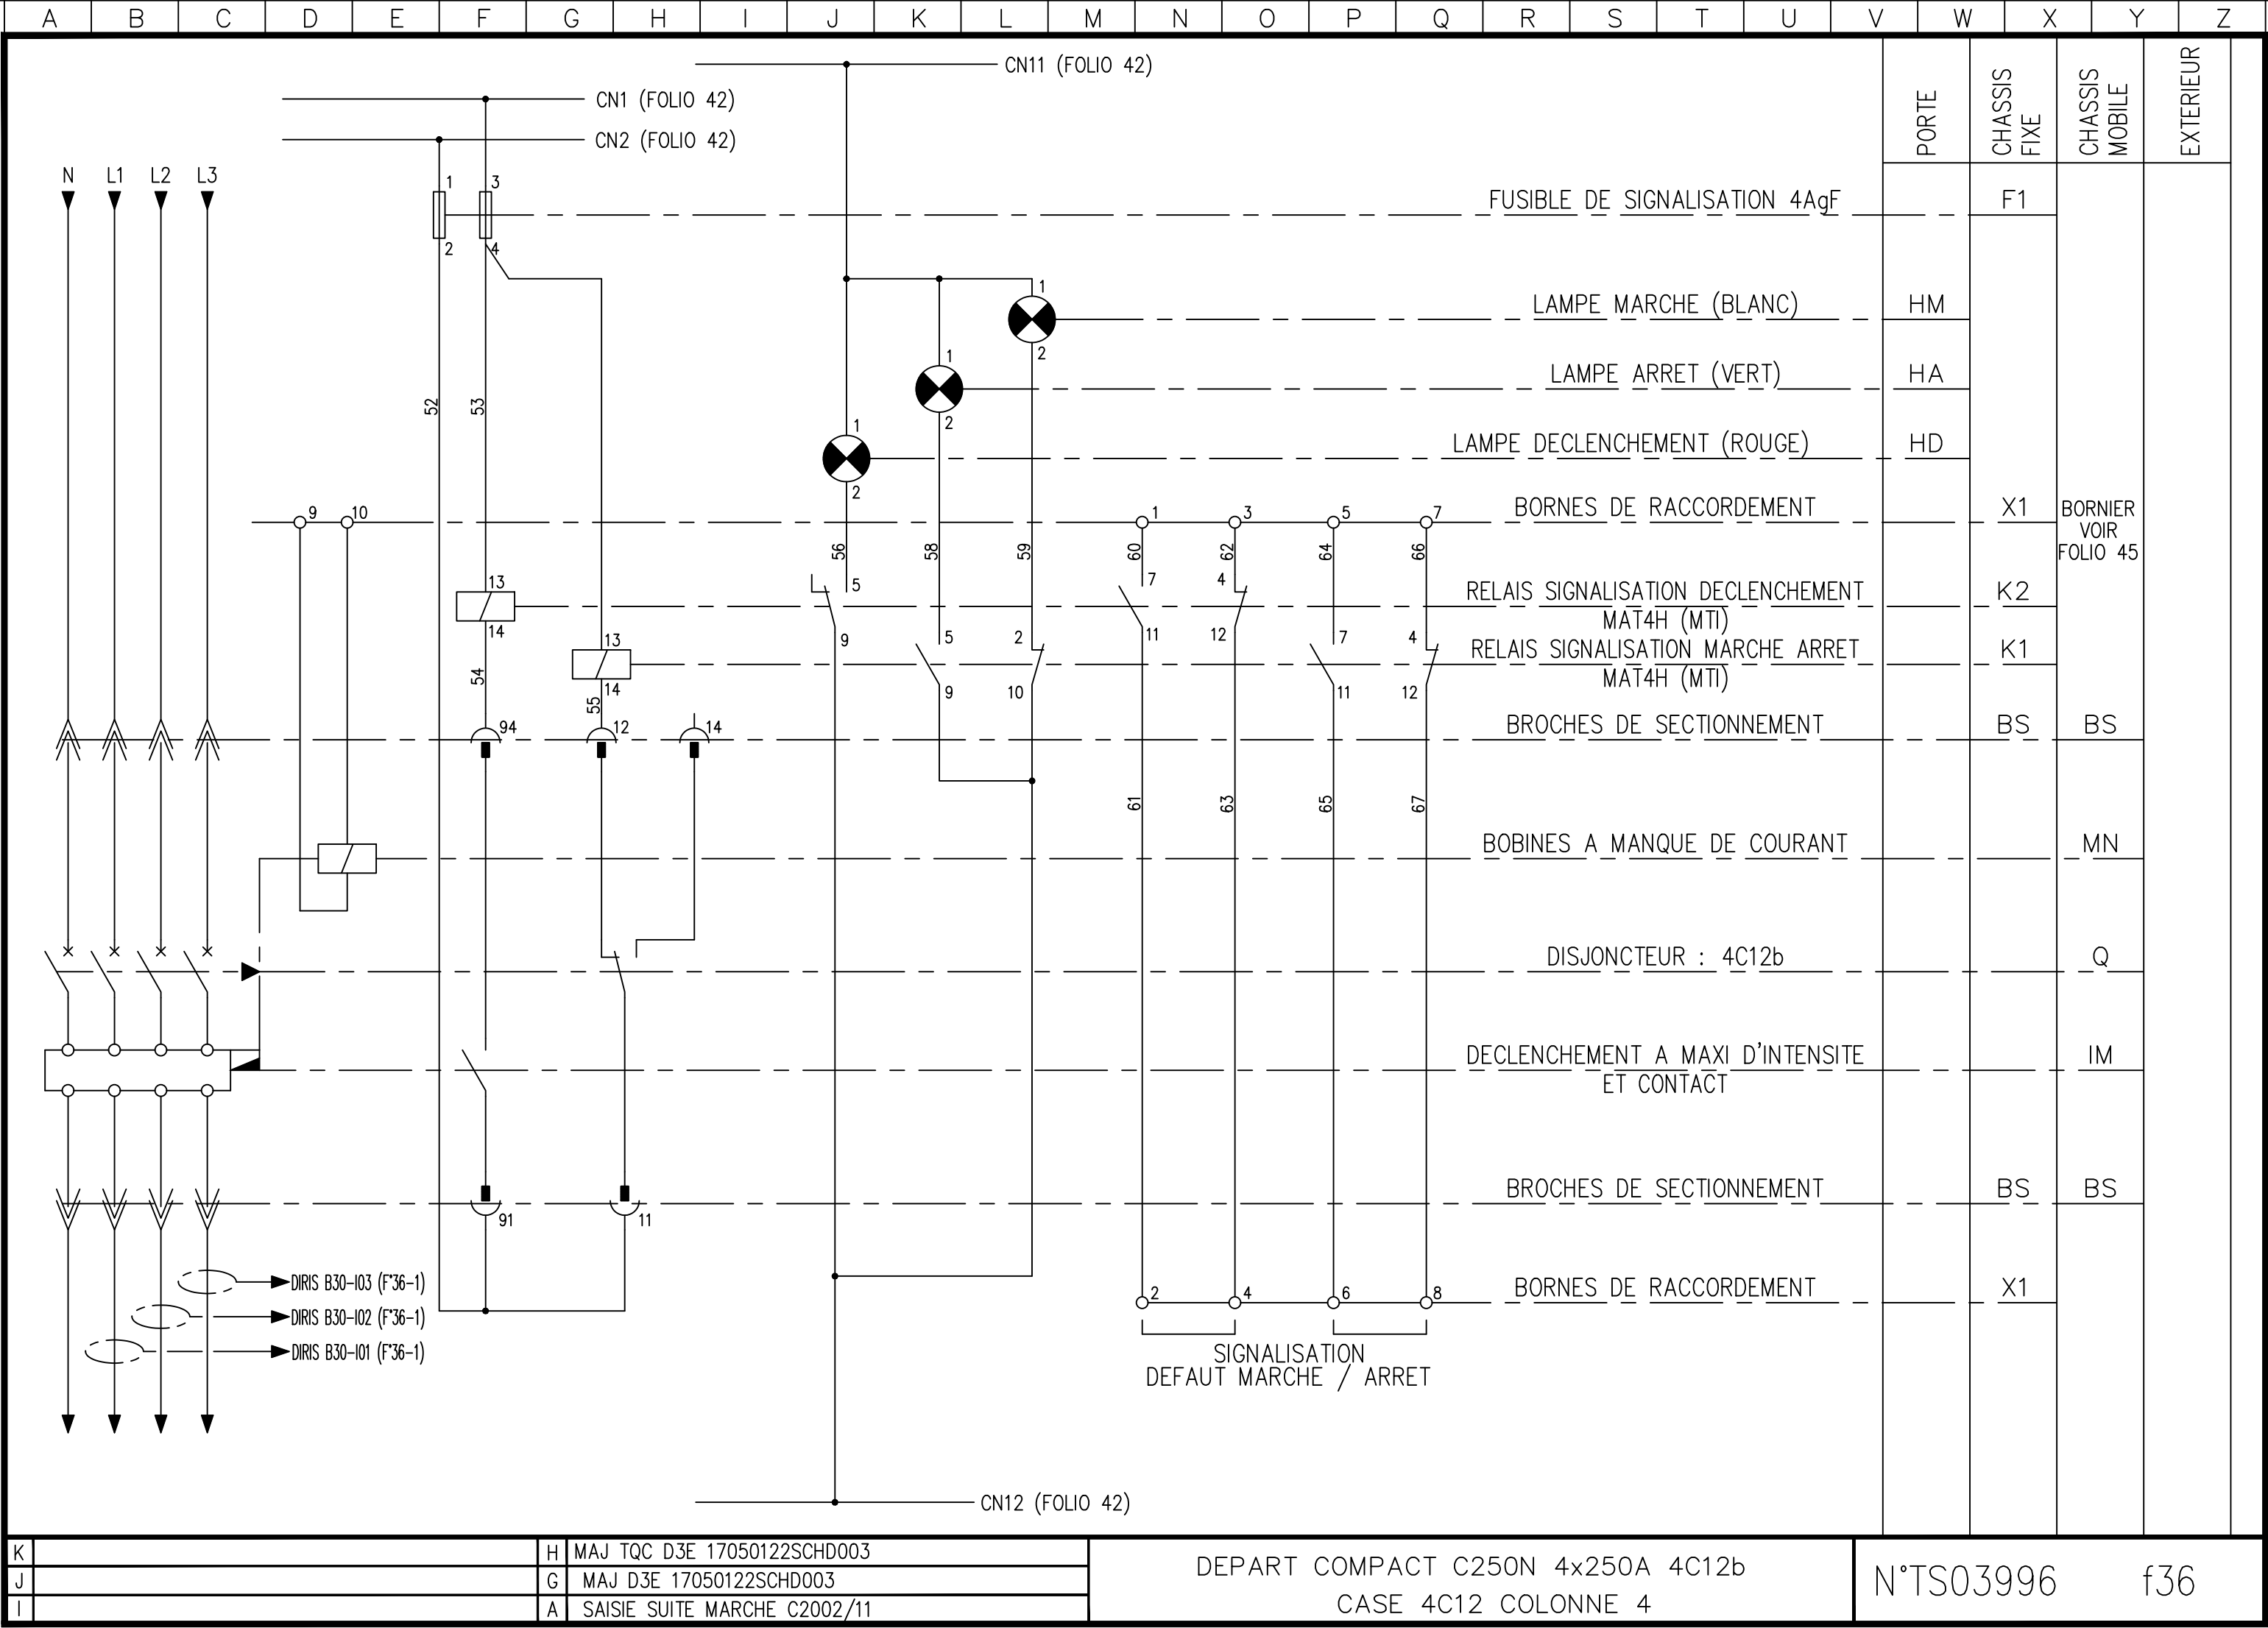 A B C D E F G H I J K L M N O P Q R S T U V W X Y Z
PORTE
CHASSIS
FIXE
CHASSIS
MOBILE
EXTERIEUR
CN11 (FOLIO 42)
CN1 (FOLIO 42)
CN2 (FOLIO 42)
N L1 L2 L3
1 3
FUSIBLE DE SIGNALISATION 4AgF F1
2 4
1
LAMPE MARCHE (BLANC) HM
2
1
LAMPE ARRET (VERT) HA
2
52 53
1
LAMPE DECLENCHEMENT (ROUGE) HD
2
9 10 1 3 5 7
BORNES DE RACCORDEMENT X1
BORNIER
VOIR
FOLIO 45
56 58 59 60 62 64 66
13 5 7 4
RELAIS SIGNALISATION DECLENCHEMENT K2
MAT4H (MTI)
14 9 11 12
13 5 2 7 4
RELAIS SIGNALISATION MARCHE ARRET K1
MAT4H (MTI)
54 14 9 10 11 12
55
94 12 14
BROCHES DE SECTIONNEMENT BS BS
61 63 65 67
BOBINES A MANQUE DE COURANT MN
DISJONCTEUR : 4C12b Q
DECLENCHEMENT A MAXI D'INTENSITE IM
ET CONTACT
BROCHES DE SECTIONNEMENT BS BS
91 11
DIRIS B30-I03 (F°36-1)
2 4 6 8
BORNES DE RACCORDEMENT X1
DIRIS B30-I02 (F°36-1)
DIRIS B30-I01 (F°36-1)
SIGNALISATION
DEFAUT MARCHE / ARRET
CN12 (FOLIO 42)
K
J
I
H MAJ TQC D3E 17050122SCHD003
G MAJ D3E 17050122SCHD003
A SAISIE SUITE MARCHE C2002/11
DEPART COMPACT C250N 4x250A 4C12b
CASE 4C12 COLONNE 4
N°TS03996 f36